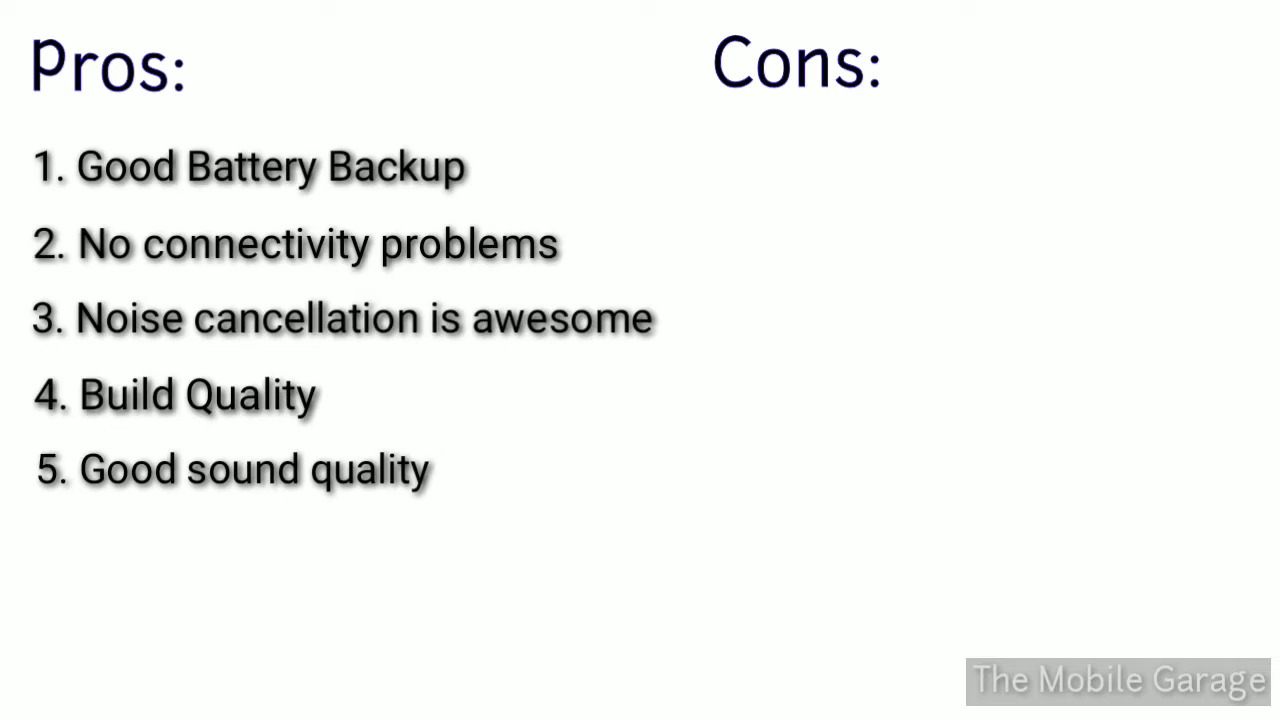 Pros:
Cons:
1. Good Battery Backup
2. No connectivity problems
3. Noise cancellation is awesome
4. Build Quality
5. Good sound quality
The Mobile Garage